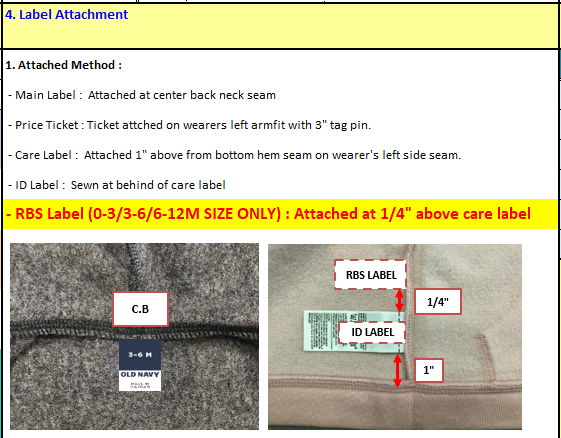 4. Label Attachment
1. Attached Method :
- Main Label :  Attached at center back neck seam
- Price Ticket : Ticket attched on wearers left armfit with 3" tag pin.
- Care Label :  Attached 1" above from bottom hem seam on wearer's left side seam.
- ID Label :  Sewn at behind of care label
- RBS Label (0-3/3-6/6-12M SIZE ONLY) : Attached at 1/4" above care label
C.B
3-6 M
OLD NAVY
MADE IN
VIETNAM
RBS LABEL
1/4"
ID LABEL
1"